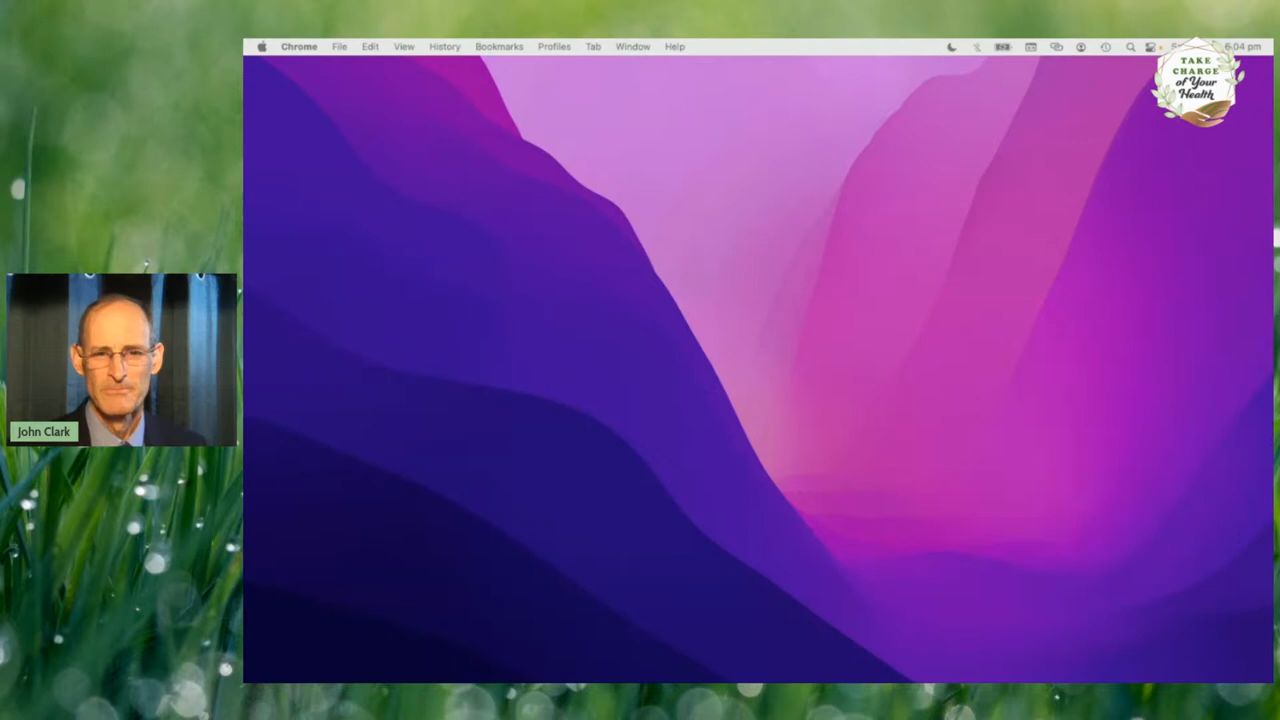 Chrome File Edit View History Bookmarks Profiles Tab Window Help
6:04 pm
TAKE
CHARGE
of Your
Health
John Clark